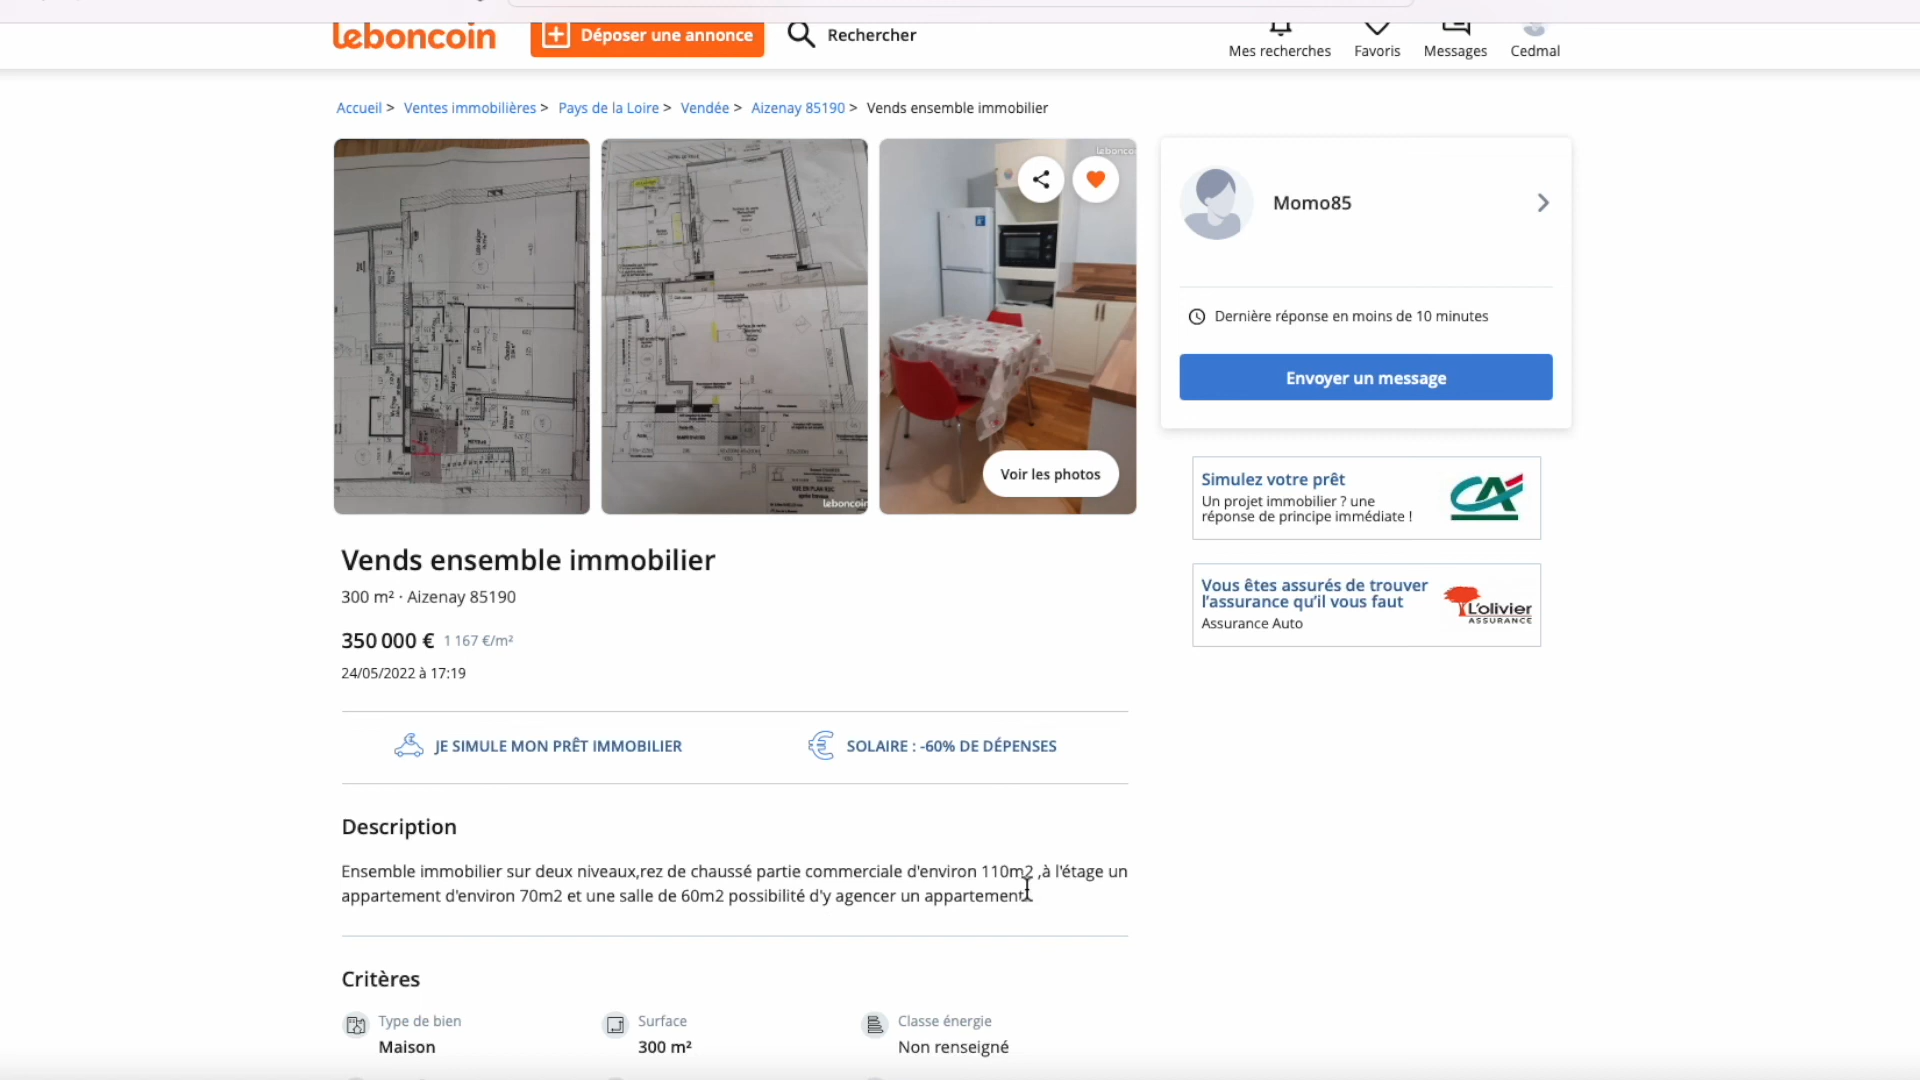 leboncoin
Déposer une annonce
Rechercher
Mes recherches
Favoris
Messages
Cedmal
Accueil > Ventes immobilières > Pays de la Loire > Vendée > Aizenay 85190 > Vends ensemble immobilier
leboncoin
Voir les photos
Momo85
Dernière réponse en moins de 10 minutes
Envoyer un message
Simulez votre prêt
Un projet immobilier ? une
réponse de principe immédiate !
CA
Vous êtes assurés de trouver
l'assurance qu'il vous faut
Assurance Auto
L'olivier
ASSURANCE
Vends ensemble immobilier
300 m² · Aizenay 85190
350 000 € 1 167 €/m²
24/05/2022 à 17:19
JE SIMULE MON PRÊT IMMOBILIER
SOLAIRE : -60% DE DÉPENSES
Description
Ensemble immobilier sur deux niveaux,rez de chaussé partie commerciale d'environ 110m2 ,à l'étage un
appartement d'environ 70m2 et une salle de 60m2 possibilité d'y agencer un appartement.
Critères
Type de bien
Maison
Surface
300 m²
Classe énergie
Non renseigné